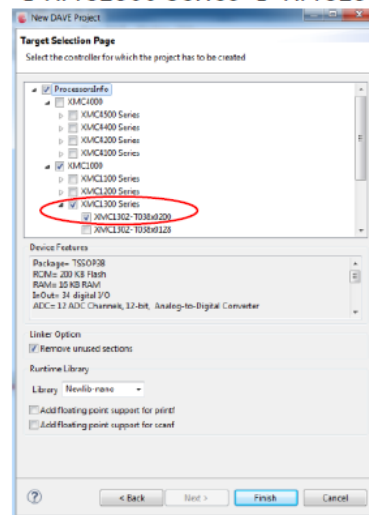 New DAVE Project
Target Selection Page
Select the controller for which the project has to be created
ProcessorsInfo
XMC4000
XMC4500 Series
XMC4400 Series
XMC4200 Series
XMC4100 Series
XMC1000
XMC1100 Series
XMC1200 Series
XMC1300 Series
XMC1302-T038x0200
XMC1302-T038x0128
Device Features
Package= TSSOP38
ROM= 200 KB Flash
RAM= 16 KB RAM
InOut= 34 digital I/O
ADC= 12 ADC Channels, 12-bit, Analog-to-Digital Converter
Linker Option
Remove unused sections
Runtime Library
Library Newlib-nano
Add floating point support for printf
Add floating point support for scanf
< Back Next > Finish Cancel